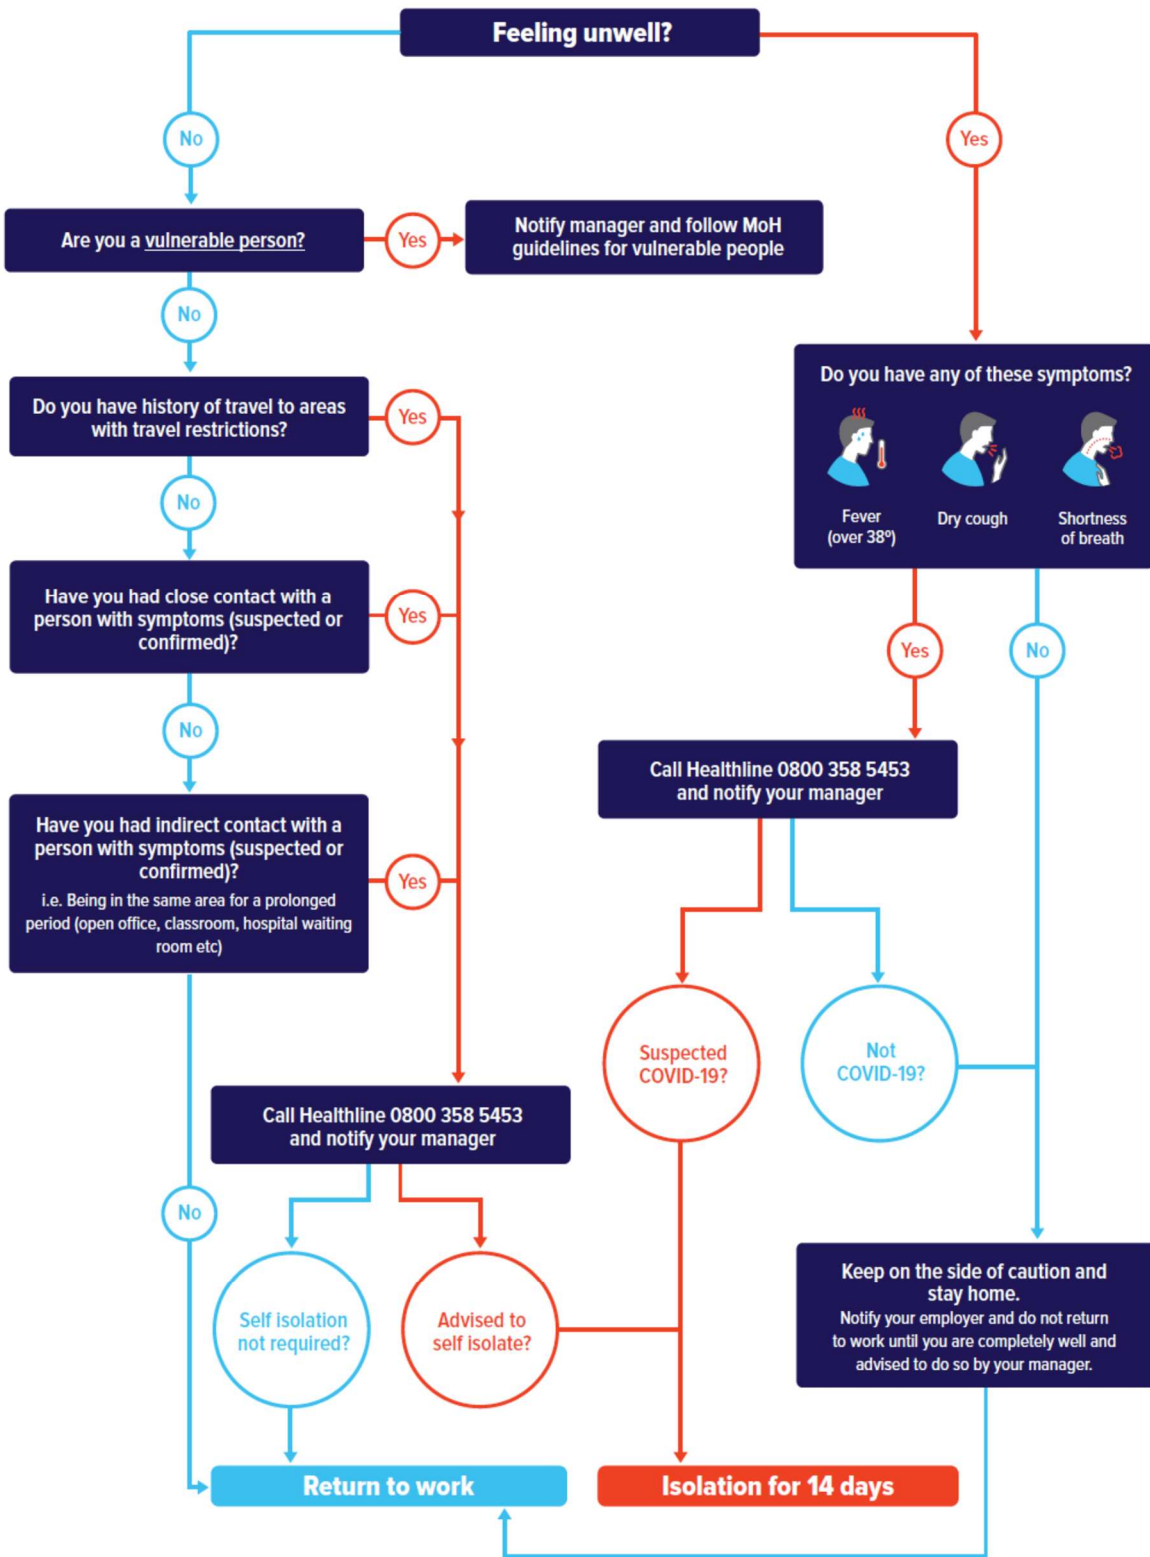 Feeling unwell?
No
Yes
Are you a vulnerable person?
Yes
Notify manager and follow MoH
guidelines for vulnerable people
No
Do you have history of travel to areas
with travel restrictions?
Yes
Do you have any of these symptoms?
Fever
(over 38º)
Dry cough
Shortness
of breath
No
Have you had close contact with a
person with symptoms (suspected or
confirmed)?
Yes
Yes
No
No
Call Healthline 0800 358 5453
and notify your manager
Have you had indirect contact with a
person with symptoms (suspected or
confirmed)?
i.e. Being in the same area for a prolonged
period (open office, classroom, hospital waiting
room etc)
Yes
Suspected
COVID-19?
Not
COVID-19?
Call Healthline 0800 358 5453
and notify your manager
No
Self isolation
not required?
Advised to
self isolate?
Keep on the side of caution and
stay home.
Notify your employer and do not return
to work until you are completely well and
advised to do so by your manager.
Return to work
Isolation for 14 days